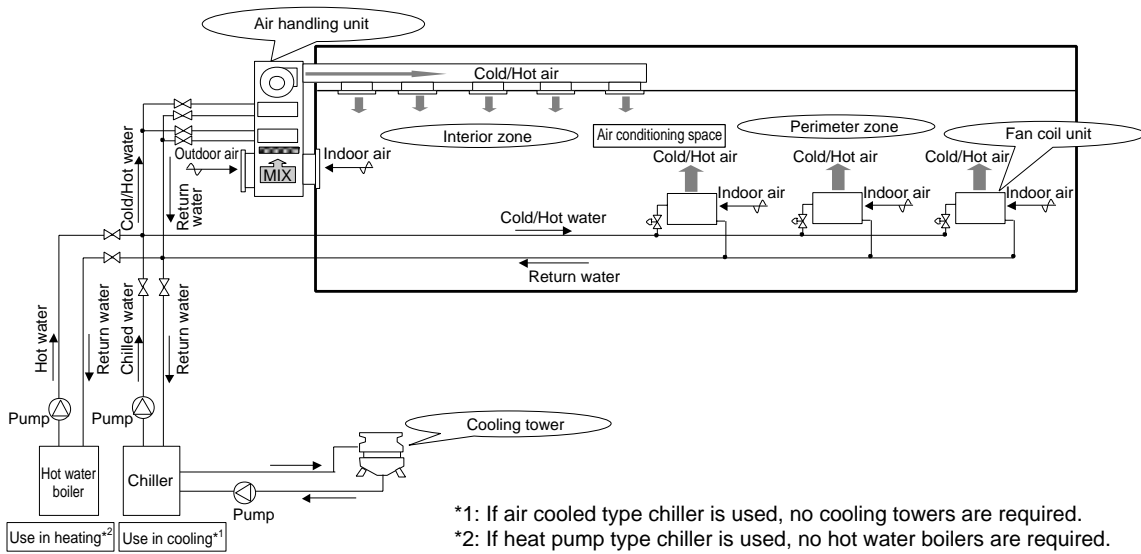 Air handling unit
Cold/Hot air
Interior zone
Air conditioning space
Perimeter zone
Fan coil unit
Outdoor air
Indoor air
MIX
Cold/Hot air
Cold/Hot air
Cold/Hot air
Indoor air
Indoor air
Indoor air
Cold/Hot water
Return
water
Cold/Hot water
Return water
Hot water
Return water
Chilled water
Return water
Pump
Pump
Cooling tower
Hot water
boiler
Chiller
Pump
Use in heating*2
Use in cooling*1
*1: If air cooled type chiller is used, no cooling towers are required.
*2: If heat pump type chiller is used, no hot water boilers are required.